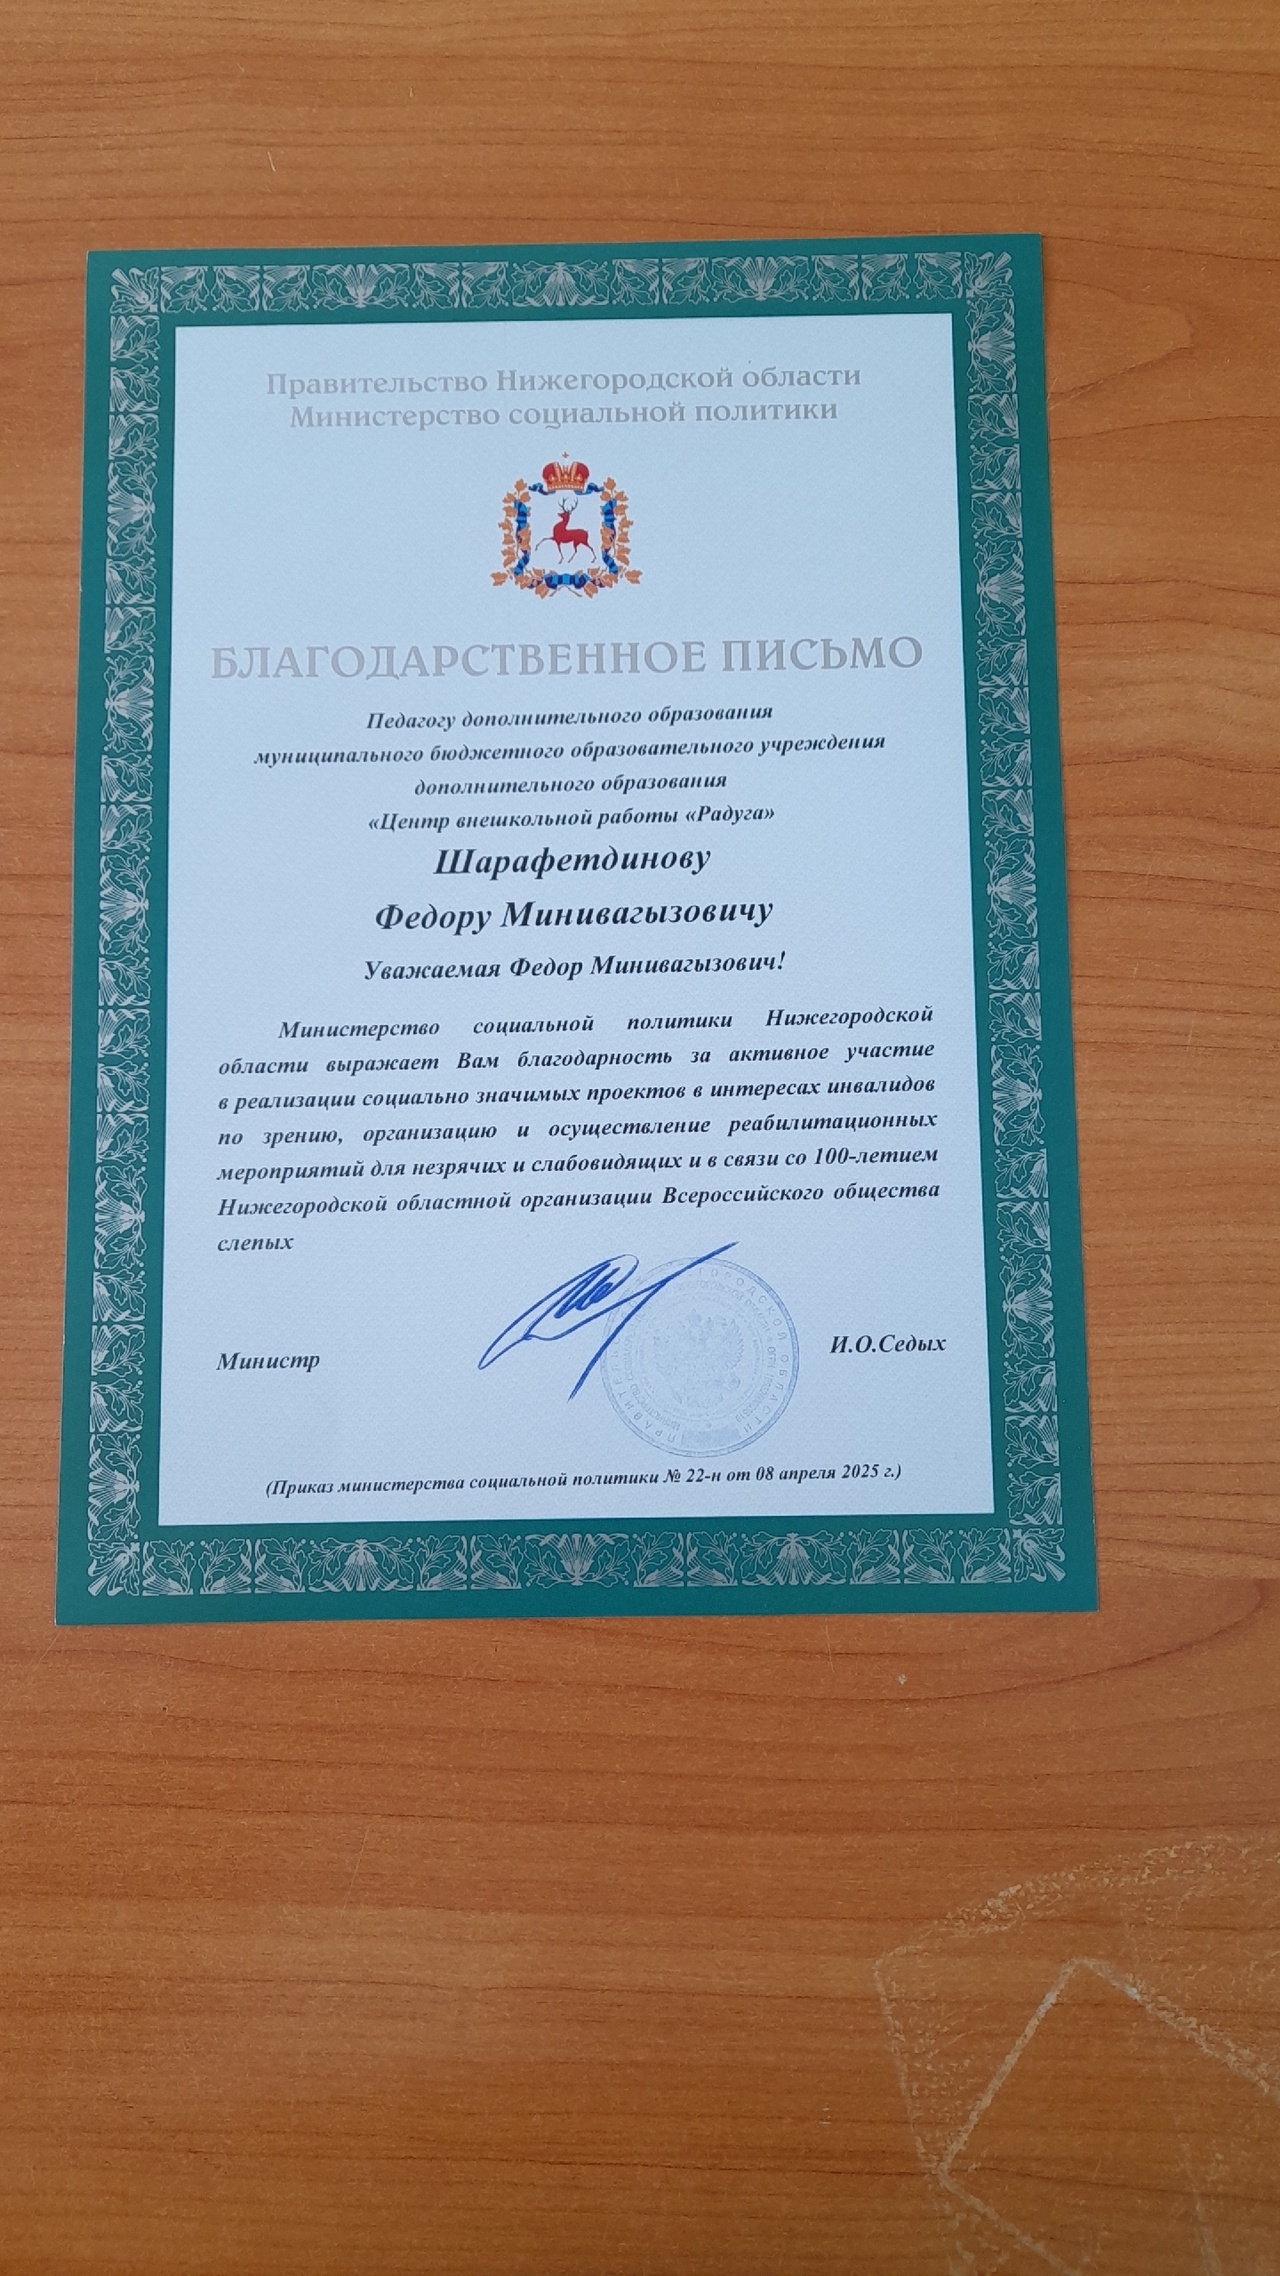 Правительство Нижегородской области
Министерство социальной политики
БЛАГОДАРСТВЕННОЕ ПИСЬМО
Педагогу дополнительного образования
муниципального бюджетного образовательного учреждения
дополнительного образования
«Центр внешкольной работы «Радуга»
Шарафетдинову
Федору Минивагызовичу
Уважаемая Федор Минивагызович!
Министерство социальной политики Нижегородской
области выражает Вам благодарность за активное участие
в реализации социально значимых проектов в интересах инвалидов
по зрению, организацию и осуществление реабилитационных
мероприятий для незрячих и слабовидящих и в связи со 100-летием
Нижегородской областной организации Всероссийского общества
слепых
Министр
И.О.Седых
(Приказ министерства социальной политики № 22-н от 08 апреля 2025 г.)